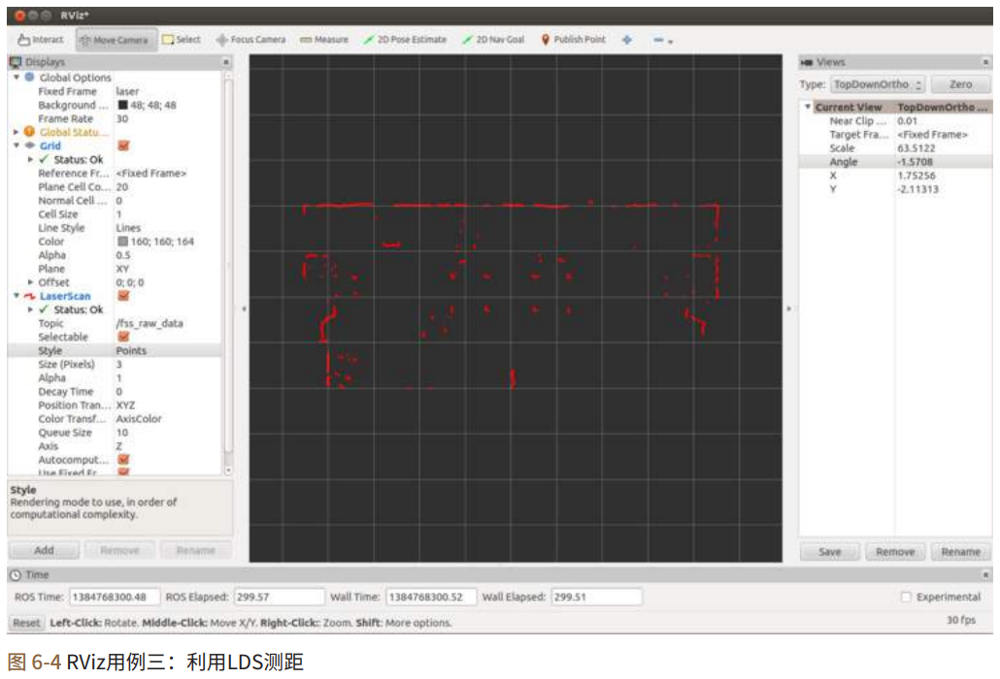 RViz*
Interact Move Camera Select Focus Camera Measure 2D Pose Estimate 2D Nav Goal Publish Point
Displays
Global Options
Fixed Frame laser
Background ... 48; 48; 48
Frame Rate 30
Global Statu...
Grid
Status: Ok
Reference Fr... <Fixed Frame>
Plane Cell Co... 20
Normal Cell ... 0
Cell Size 1
Line Style Lines
Color 160; 160; 164
Alpha 0.5
Plane XY
Offset 0; 0; 0
LaserScan
Status: Ok
Topic /fss_raw_data
Selectable
Style Points
Size (Pixels) 3
Alpha 1
Decay Time 0
Position Tran... XYZ
Color Transf... AxisColor
Queue Size 10
Axis Z
Autocomput...
Use Fixed Fr...
Style
Rendering mode to use, in order of
computational complexity.
Add Remove Rename
Views
Type: TopDownOrtho Zero
Current View TopDownOrtho ...
Near Clip ... 0.01
Target Fra... <Fixed Frame>
Scale 63.5122
Angle -1.5708
X 1.75256
Y -2.11313
Save Remove Rename
Time
ROS Time: 1384768300.48 ROS Elapsed: 299.57 Wall Time: 1384768300.52 Wall Elapsed: 299.51 Experimental
Reset Left-Click: Rotate. Middle-Click: Move X/Y. Right-Click:: Zoom. Shift: More options. 30 fps
图 6-4 RViz用例三：利用LDS测距